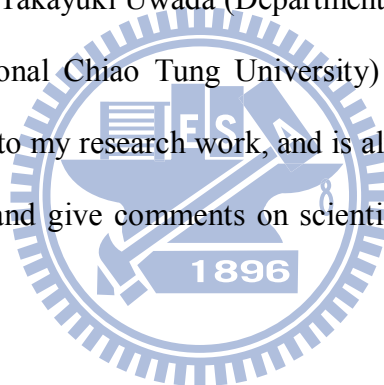 Takayuki Uwada (Department
onal Chiao Tung University)
to my research work, and is al
E S A
and give comments on scienti
1896